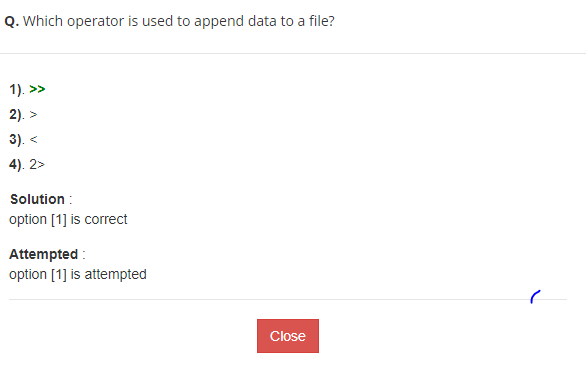 Q. Which operator is used to append data to a file?
1). >>
2). >
3). <
4). 2>
Solution :
option [1] is correct
Attempted :
option [1] is attempted
Close